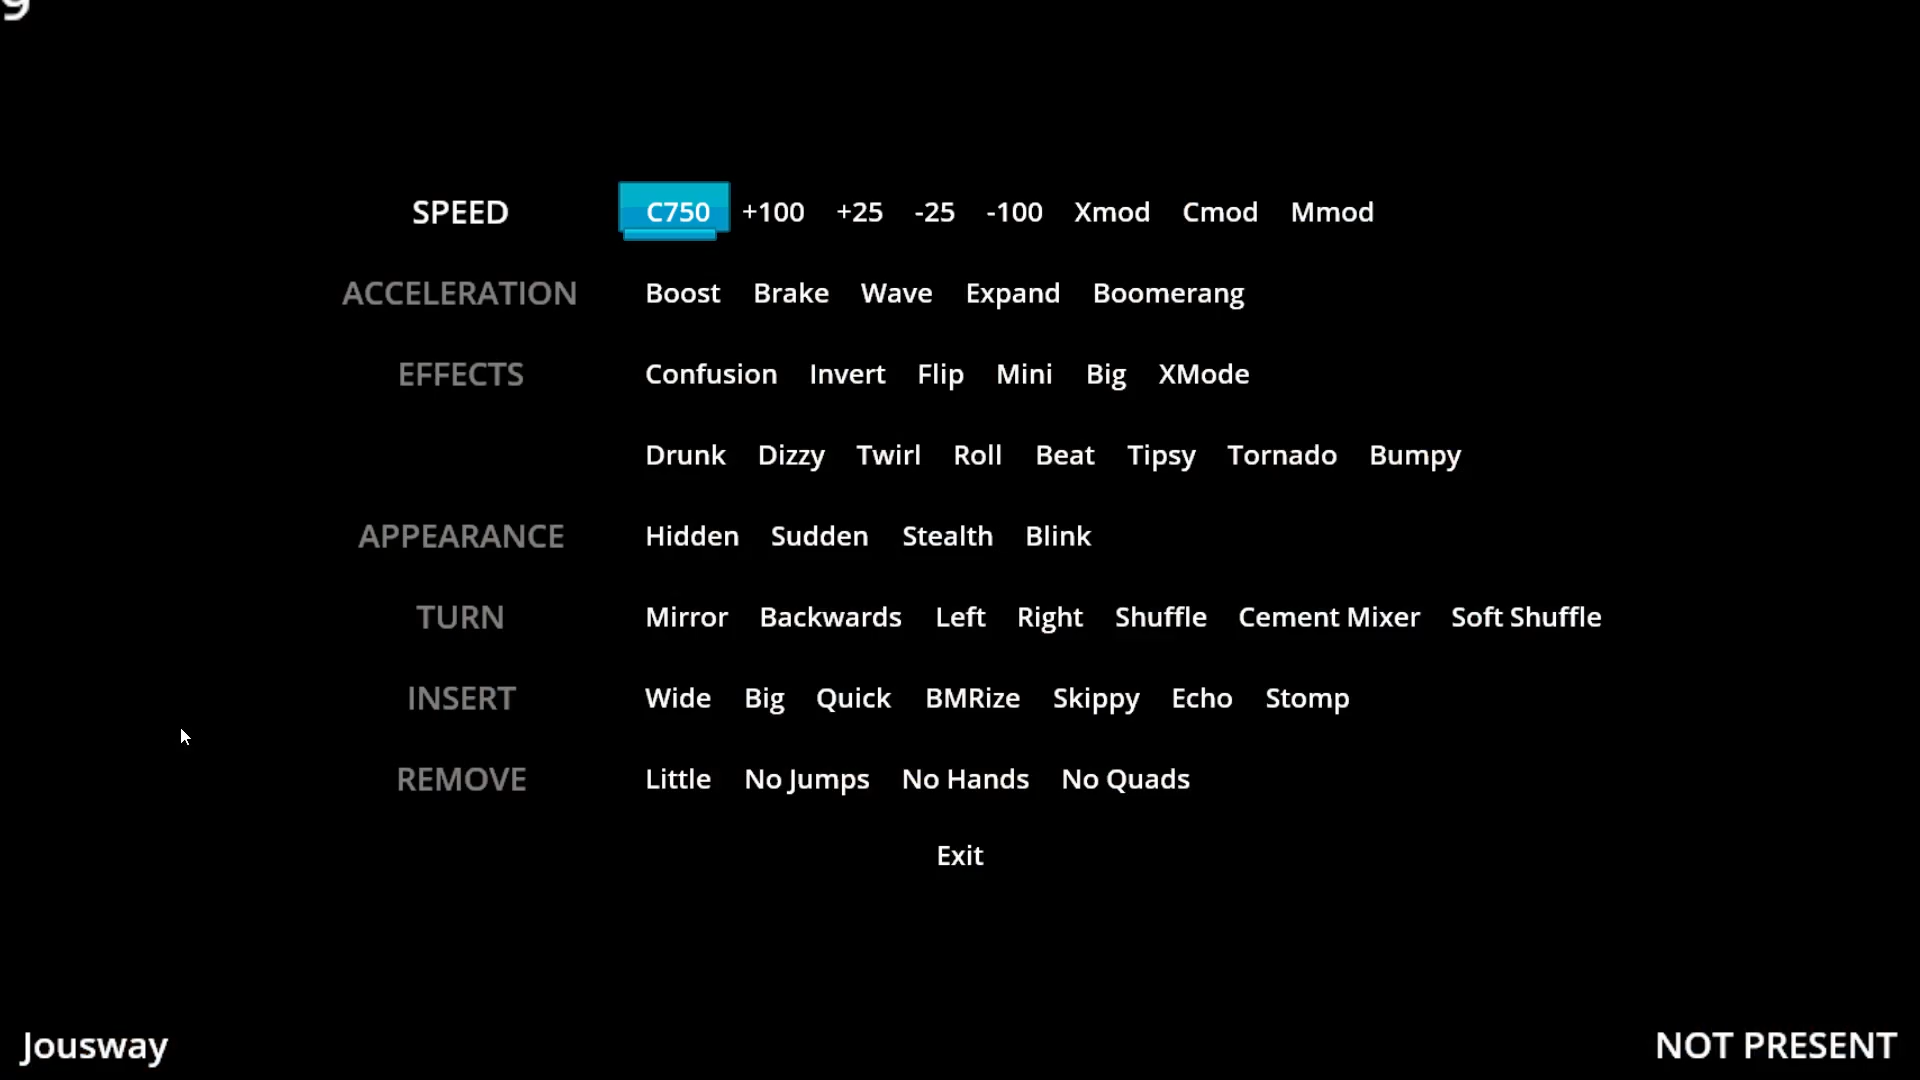 SPEED C750 +100 +25 -25 -100 Xmod Cmod Mmod
ACCELERATION Boost Brake Wave Expand Boomerang
EFFECTS Confusion Invert Flip Mini Big XMode
Drunk Dizzy Twirl Roll Beat Tipsy Tornado Bumpy
APPEARANCE Hidden Sudden Stealth Blink
TURN Mirror Backwards Left Right Shuffle Cement Mixer Soft Shuffle
INSERT Wide Big Quick BMRize Skippy Echo Stomp
REMOVE Little No Jumps No Hands No Quads
Exit
Jousway NOT PRESENT